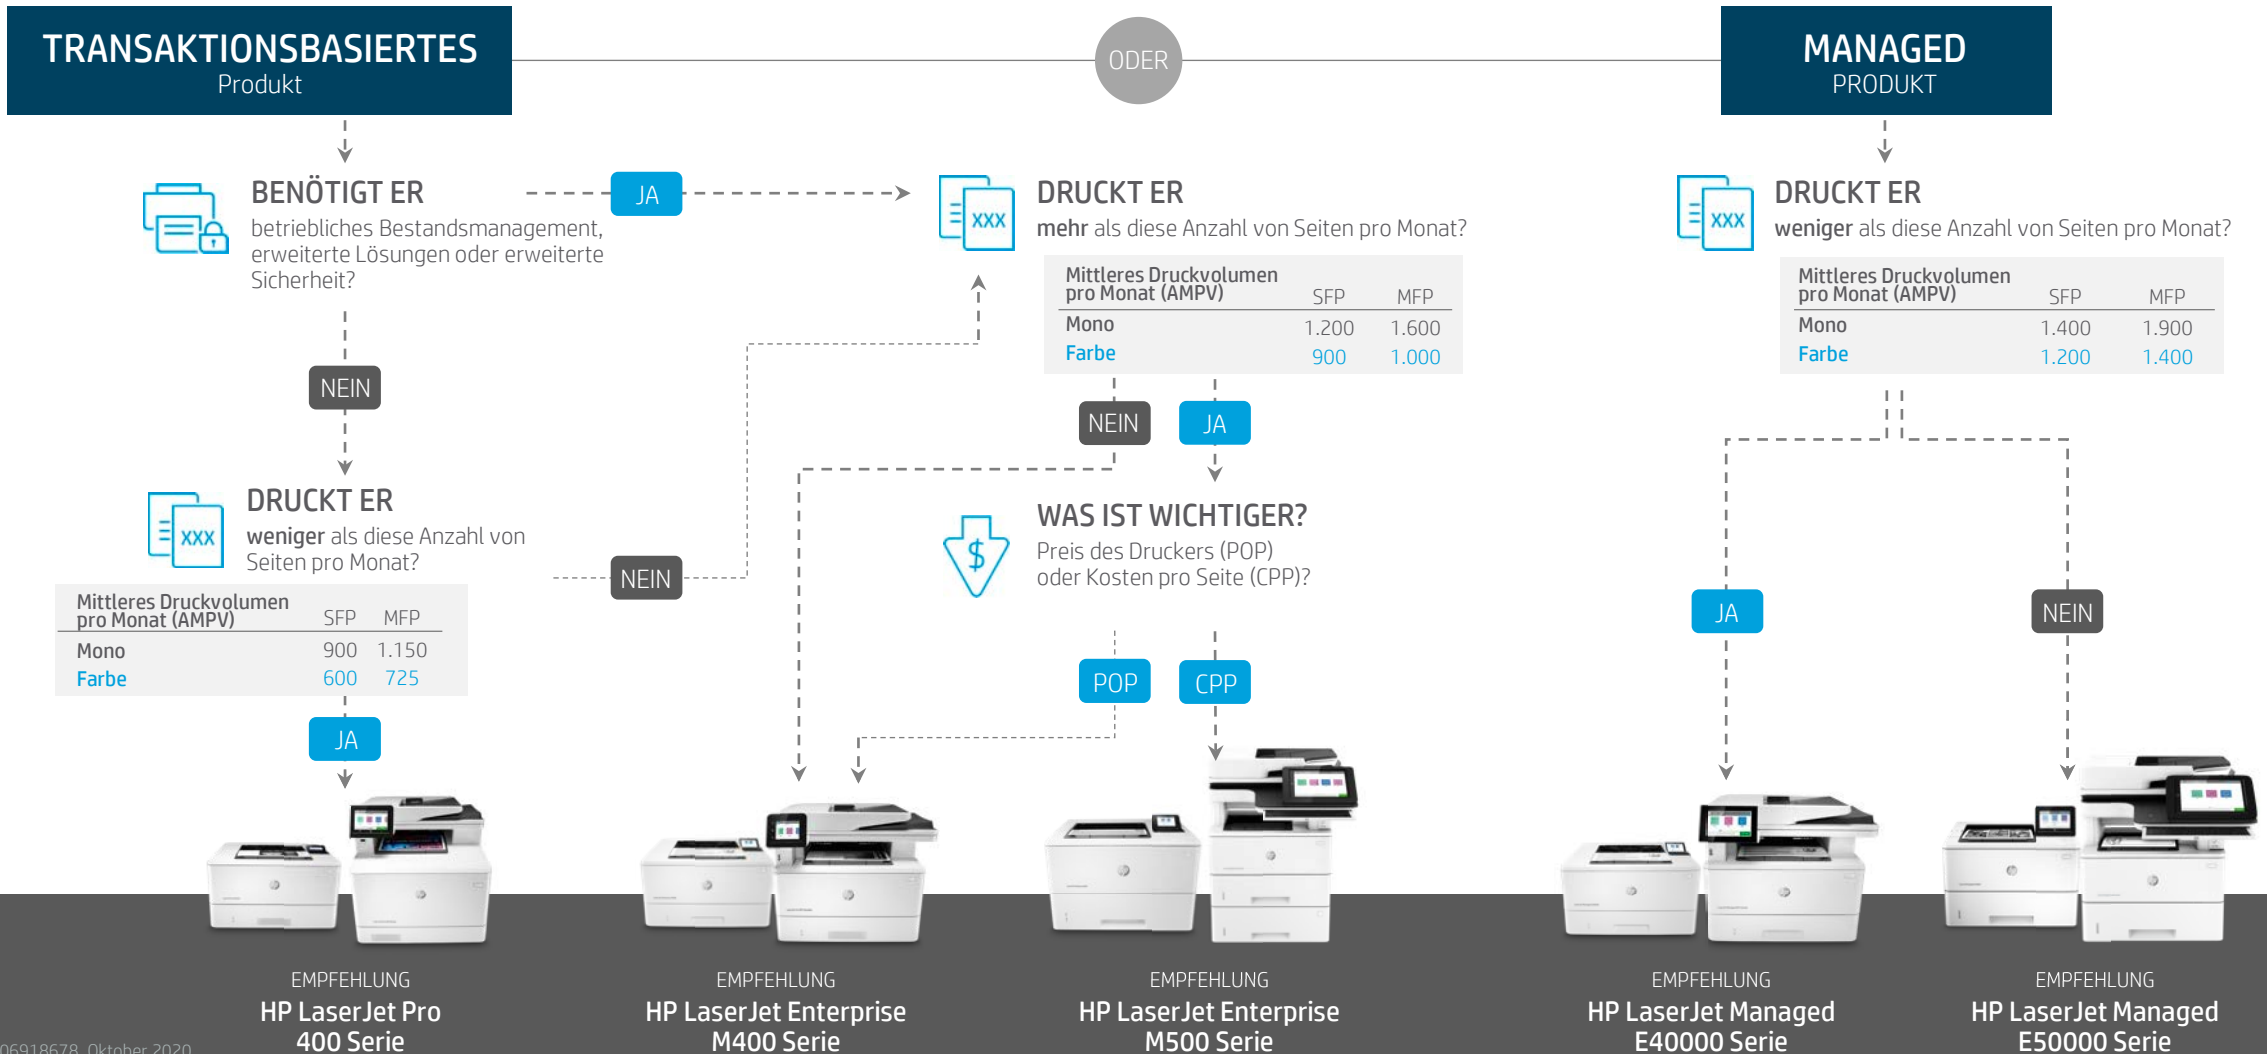 TRANSAKTIONSBASIERTES
Produkt
ODER
MANAGED
PRODUKT
BENÖTIGT ER
betriebliches Bestandsmanagement,
erweiterte Lösungen oder erweiterte
Sicherheit?
JA
NEIN
DRUCKT ER
weniger als diese Anzahl von
Seiten pro Monat?
Mittleres Druckvolumen
pro Monat (AMPV) SFP MFP
Mono 900 1.150
Farbe 600 725
JA
NEIN
DRUCKT ER
mehr als diese Anzahl von Seiten pro Monat?
Mittleres Druckvolumen
pro Monat (AMPV) SFP MFP
Mono 1.200 1.600
Farbe 900 1.000
NEIN
JA
WAS IST WICHTIGER?
Preis des Druckers (POP)
oder Kosten pro Seite (CPP)?
POP
CPP
DRUCKT ER
weniger als diese Anzahl von Seiten pro Monat?
Mittleres Druckvolumen
pro Monat (AMPV) SFP MFP
Mono 1.400 1.900
Farbe 1.200 1.400
JA
NEIN
XXX
XXX
XXX
$
EMPFEHLUNG
HP LaserJet Pro
400 Serie
EMPFEHLUNG
HP LaserJet Enterprise
M400 Serie
EMPFEHLUNG
HP LaserJet Enterprise
M500 Serie
EMPFEHLUNG
HP LaserJet Managed
E40000 Serie
EMPFEHLUNG
HP LaserJet Managed
E50000 Serie
06918678, Oktober 2020